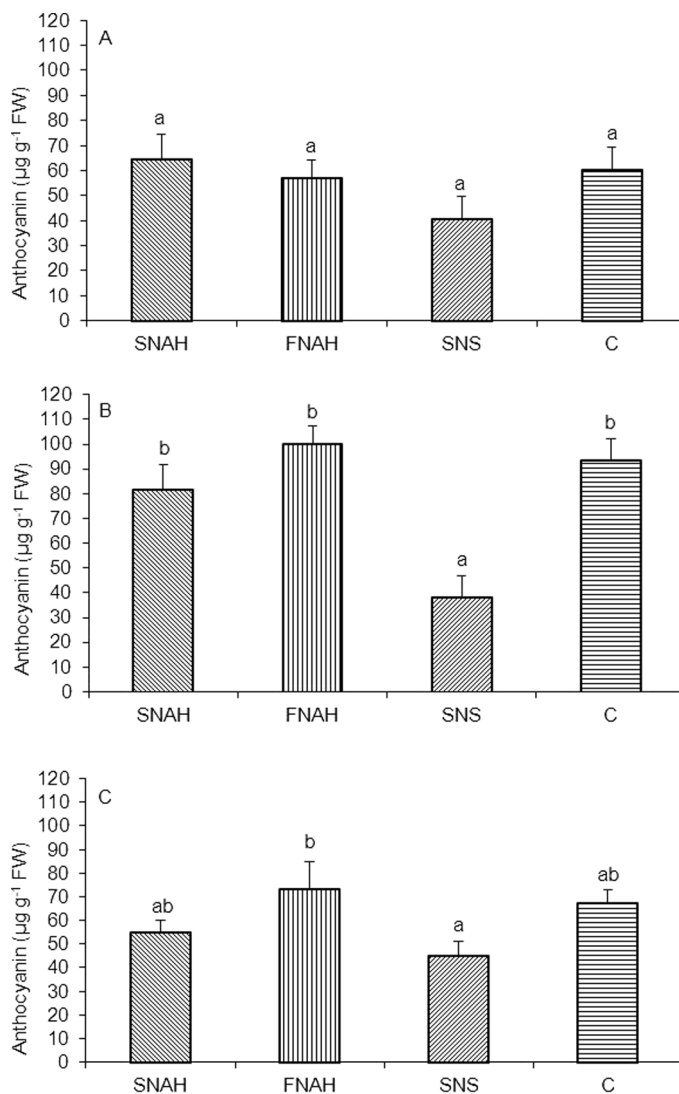 A
Anthocyanin (µg g⁻¹ FW)
120
110
100
90
80
70
60
50
40
30
20
10
0
a
a
a
a
SNAH FNAH SNS C
B
Anthocyanin (µg g⁻¹ FW)
120
110
100
90
80
70
60
50
40
30
20
10
0
b
b
a
b
SNAH FNAH SNS C
C
Anthocyanin (µg g⁻¹ FW)
120
110
100
90
80
70
60
50
40
30
20
10
0
ab
b
a
ab
SNAH FNAH SNS C